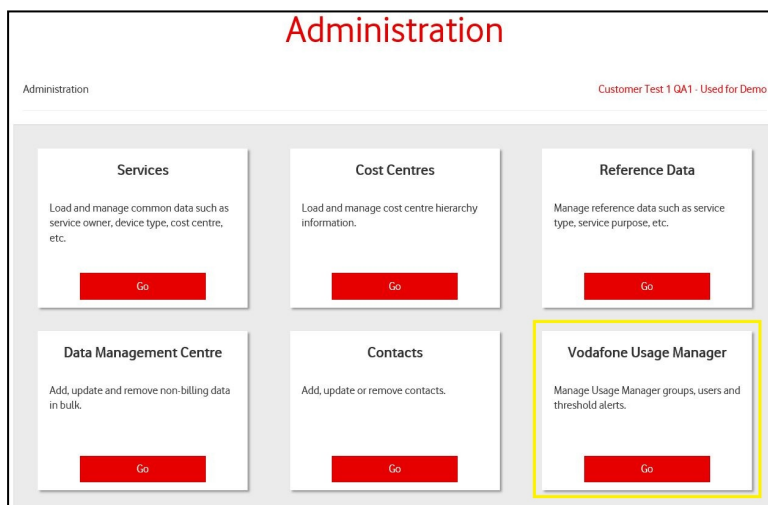 Administration
Administration
Customer Test 1 QA1 - Used for Demo
Services
Load and manage common data such as
service owner, device type, cost centre,
etc.
Go
Cost Centres
Load and manage cost centre hierarchy
information.
Go
Reference Data
Manage reference data such as service
type, service purpose, etc.
Go
Data Management Centre
Add, update and remove non-billing data
in bulk.
Go
Contacts
Add, update or remove contacts.
Go
Vodafone Usage Manager
Manage Usage Manager groups, users and
threshold alerts.
Go